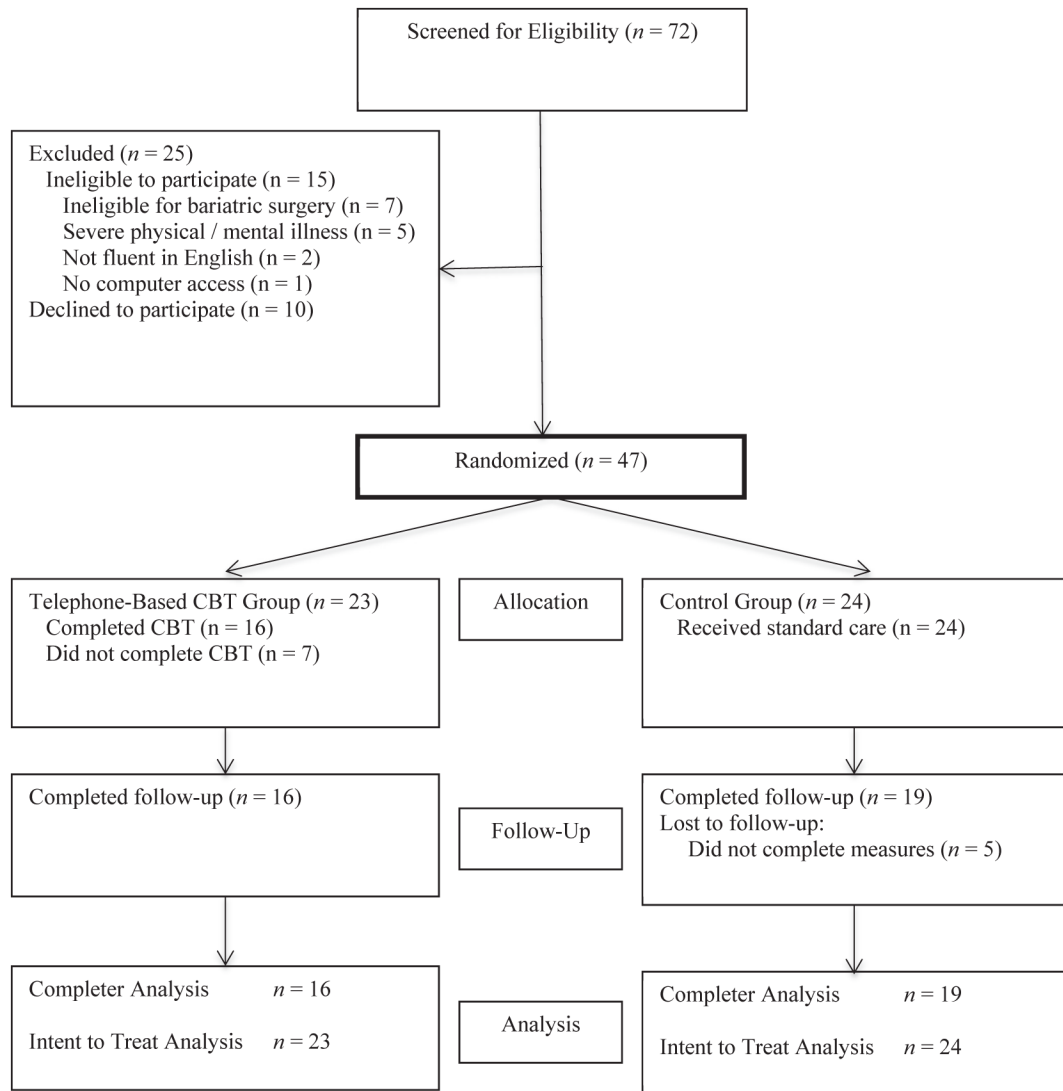 Screened for Eligibility (n = 72)
Excluded (n = 25)
Ineligible to participate (n = 15)
Ineligible for bariatric surgery (n = 7)
Severe physical / mental illness (n = 5)
Not fluent in English (n = 2)
No computer access (n = 1)
Declined to participate (n = 10)
Randomized (n = 47)
Telephone-Based CBT Group (n = 23)
Completed CBT (n = 16)
Did not complete CBT (n = 7)
Allocation
Control Group (n = 24)
Received standard care (n = 24)
Completed follow-up (n = 16)
Follow-Up
Completed follow-up (n = 19)
Lost to follow-up:
Did not complete measures (n = 5)
Completer Analysis n = 16
Intent to Treat Analysis n = 23
Analysis
Completer Analysis n = 19
Intent to Treat Analysis n = 24